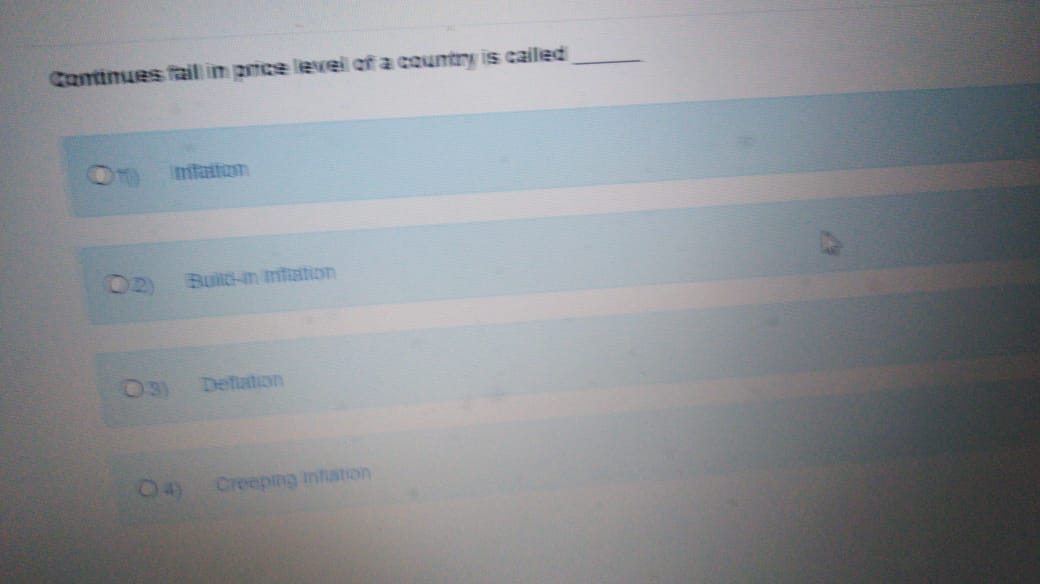 Continues fall in price level of a country is called ______
1) Inflation
2) Build-in Inflation
3) Deflation
4) Creeping Inflation